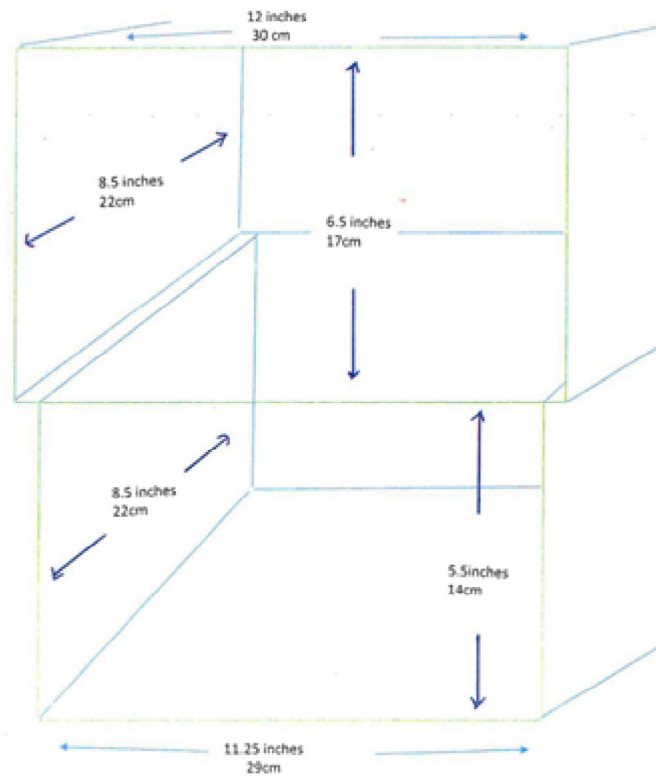 12 inches
30 cm
8.5 inches
22cm
6.5 inches
17cm
8.5 inches
22cm
5.5inches
14cm
11.25 inches
29cm